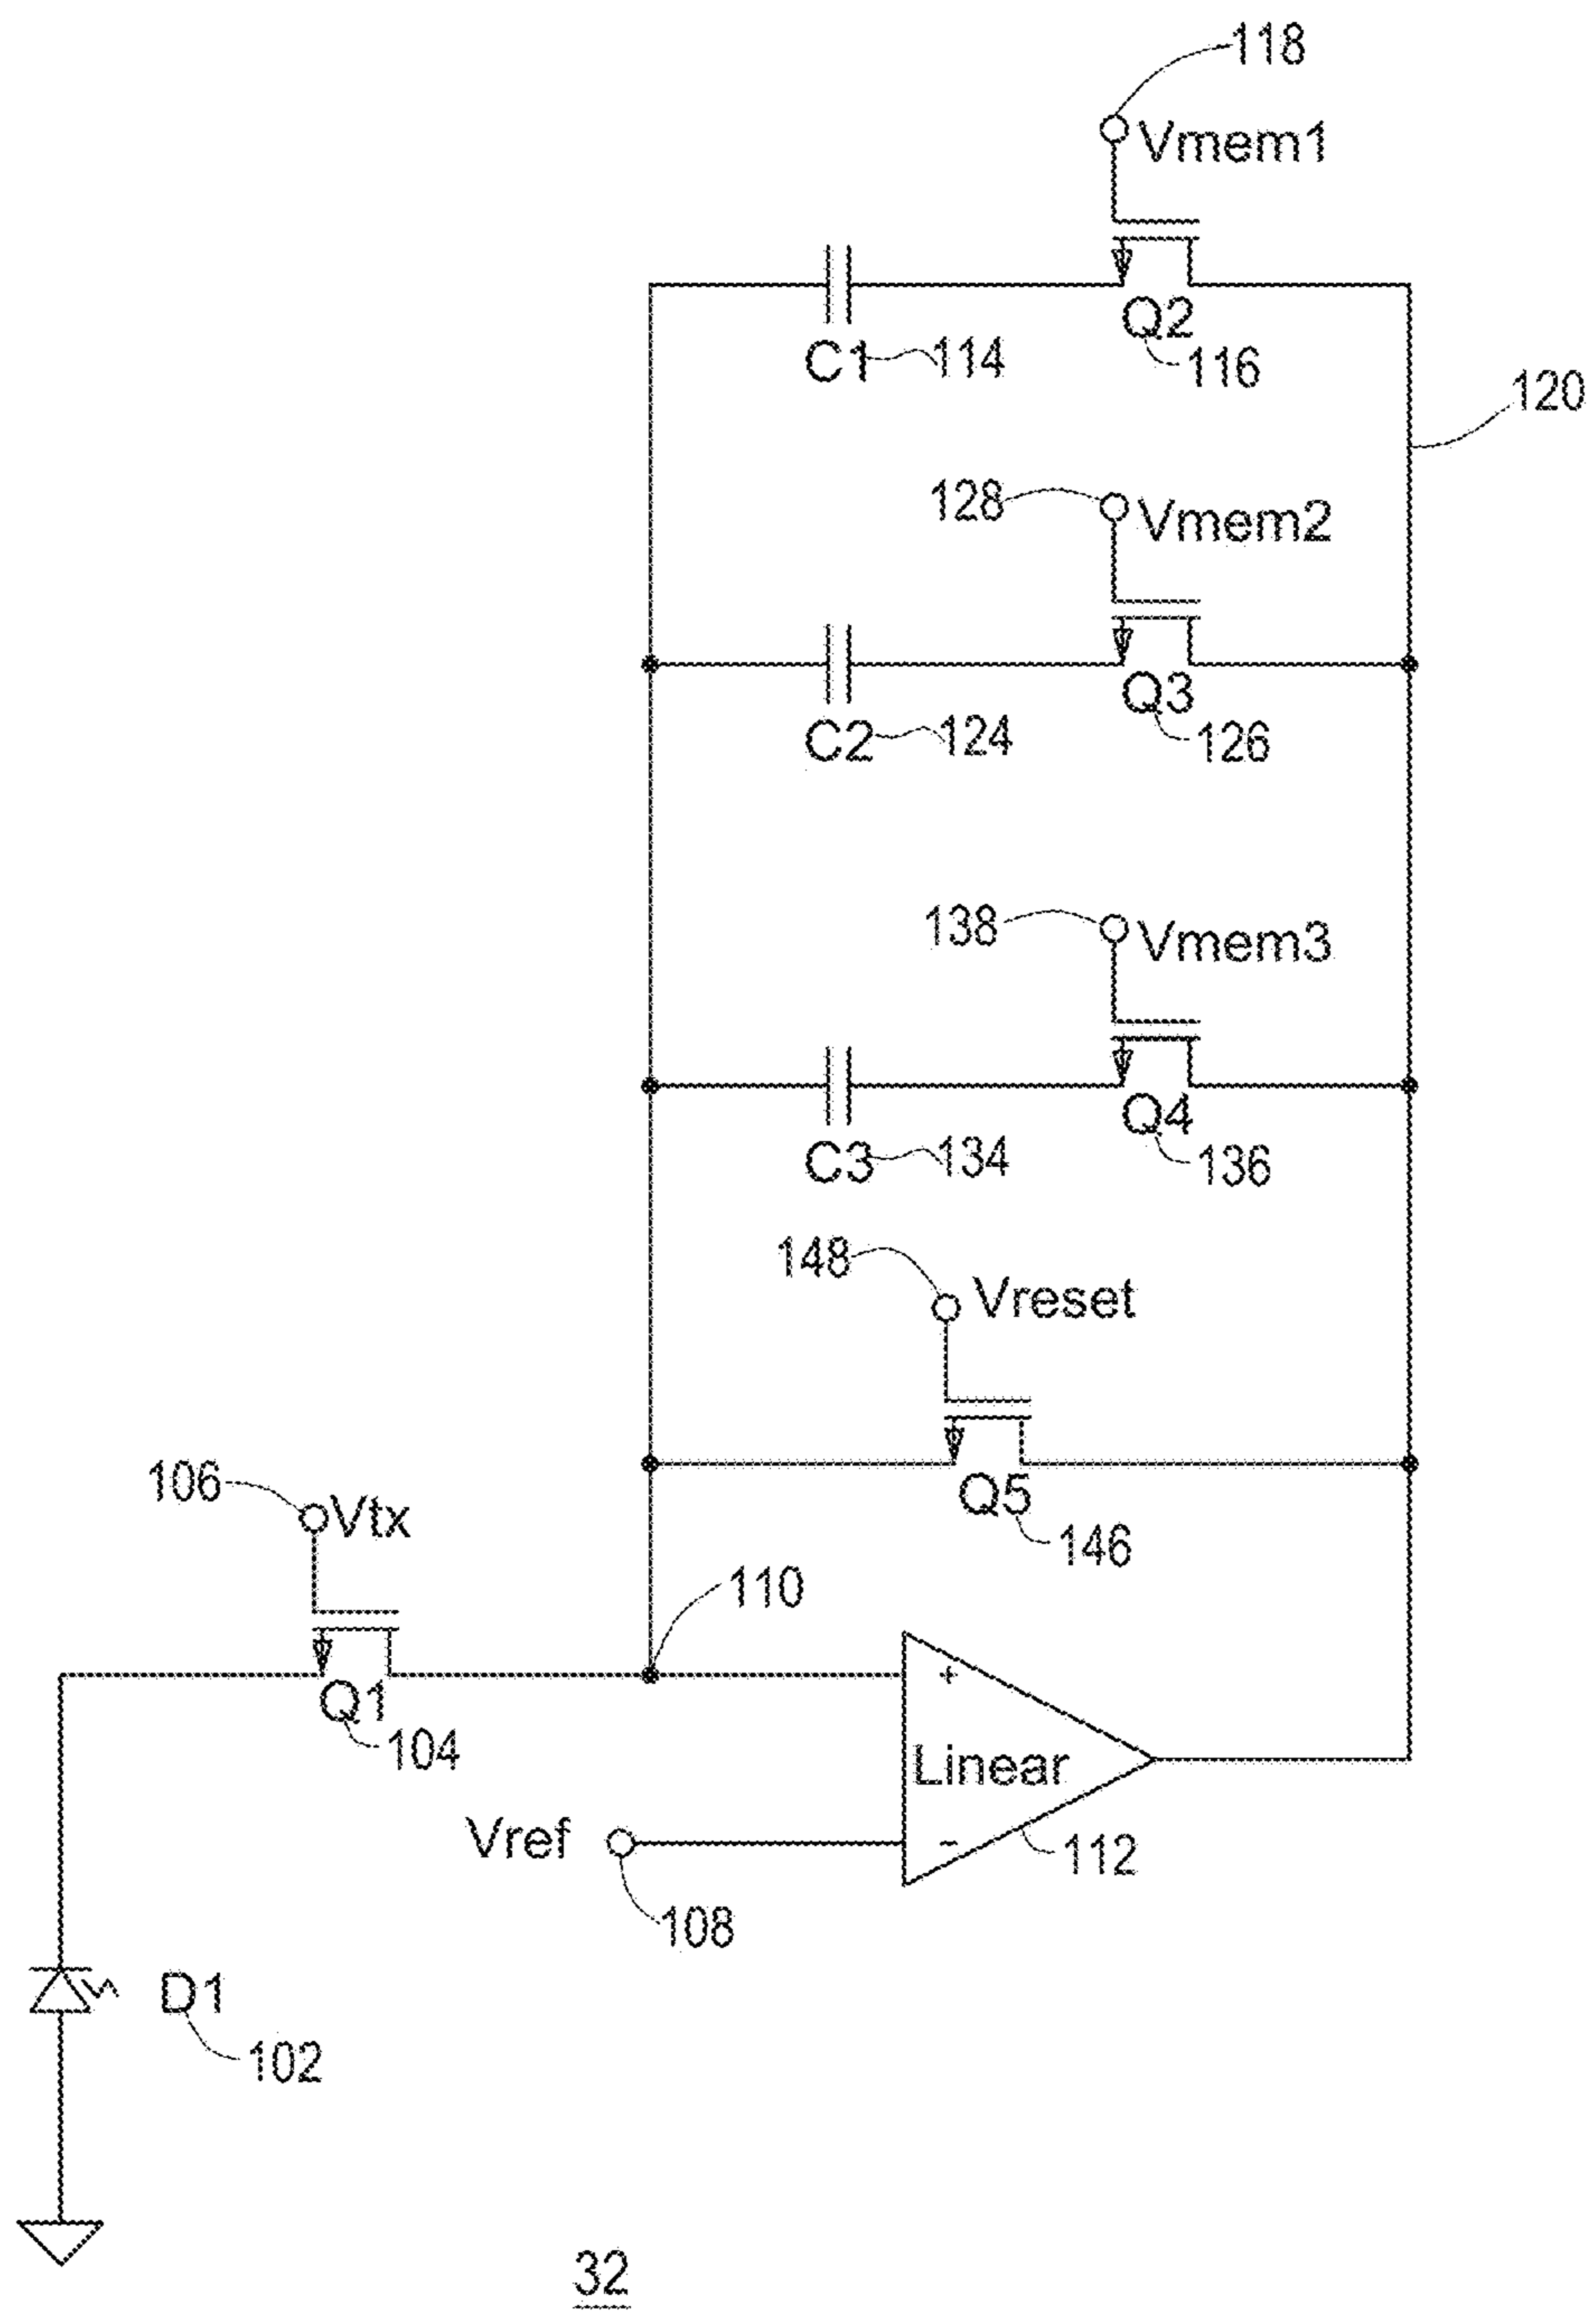 118
Vmem1
Q2
C1 114
116
120
128
Vmem2
Q3
C2 124
126
138
Vmem3
Q4
C3 134
136
148
Vreset
Q5
146
106
Vtx
110
Q1
104
+
Linear
-
Vref
112
108
D1
102
32